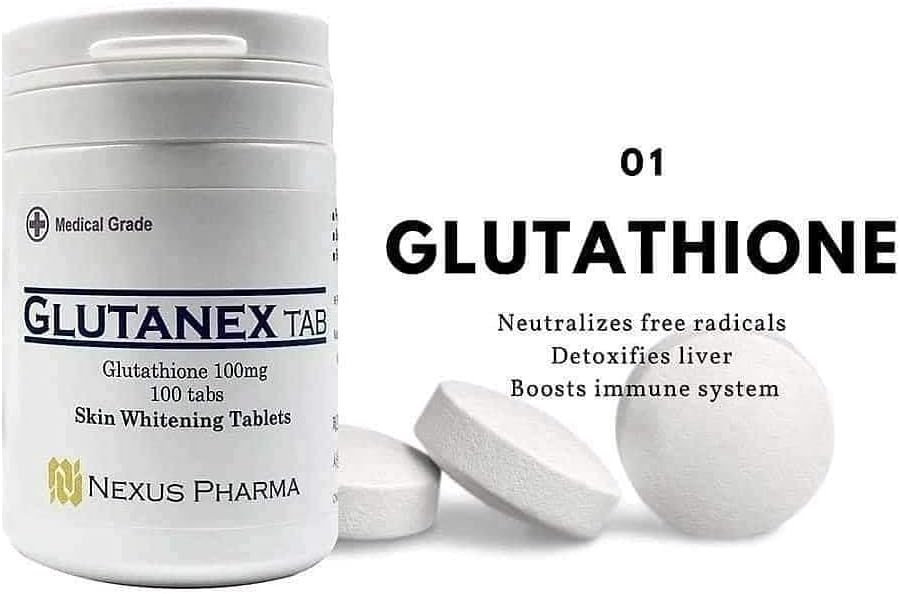 Medical Grade
GLUTANEX TAB
Glutathione 100mg
100 tabs
Skin Whitening Tablets
NEXUS PHARMA
01
GLUTATHIONE
Neutralizes free radicals
Detoxifies liver
Boosts immune system